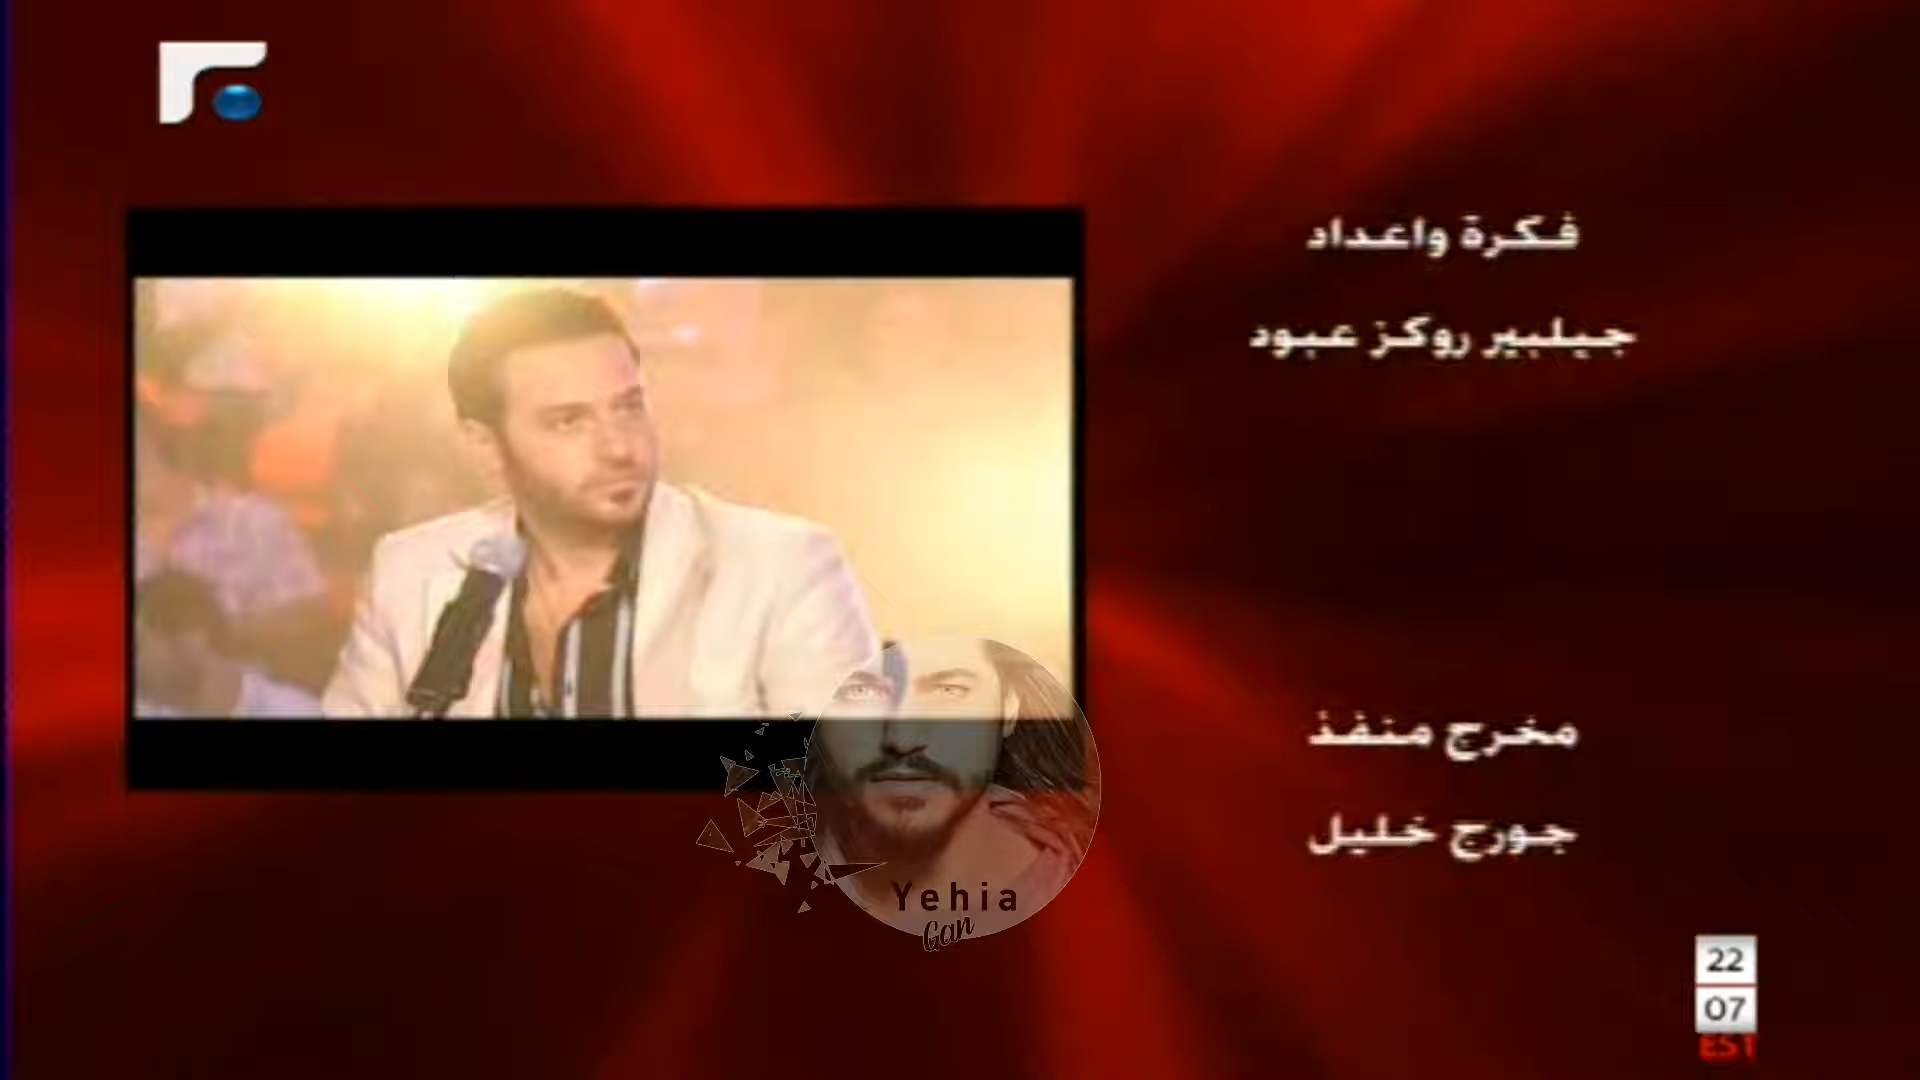 فكرة واعداد
جيلبير روكز عبود
مخرج منفذ
جورج خليل
Yehia
Gan
22
07
EST